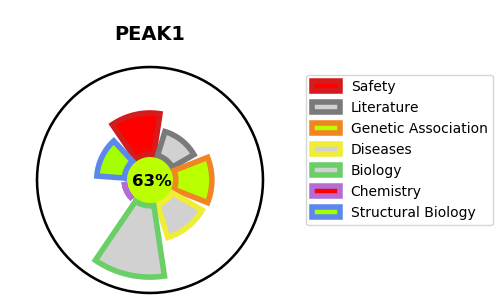 PEAK1
63%
Safety
Literature
Genetic Association
Diseases
Biology
Chemistry
Structural Biology